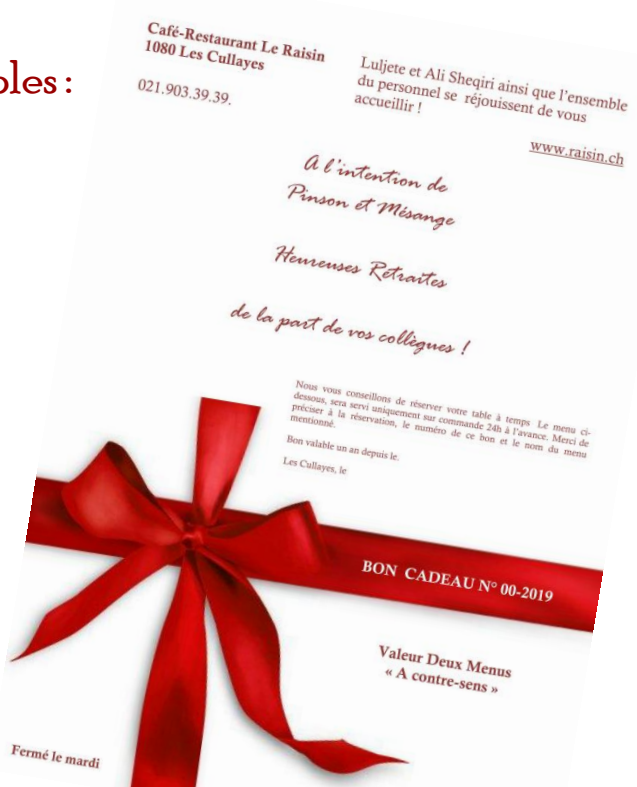 ples :
Café-Restaurant Le Raisin
1080 Les Cullayes
021.903.39.39.
Luljete et Ali Sheqiri ainsi que l'ensemble
du personnel se réjouissent de vous
accueillir !
www.raisin.ch
A l'intention de
Pinson et Mésange
Heureuses Retraites
de la part de vos collègues !
Nous vous conseillons de réserver votre table à temps Le menu ci-
dessous, sera servi uniquement sur commande 24h à l'avance. Merci de
préciser à la réservation, le numéro de ce bon et le nom du menu
mentionné.
Bon valable un an depuis le.
Les Cullayes, le
BON CADEAU N° 00-2019
Valeur Deux Menus
« A contre-sens »
Fermé le mardi